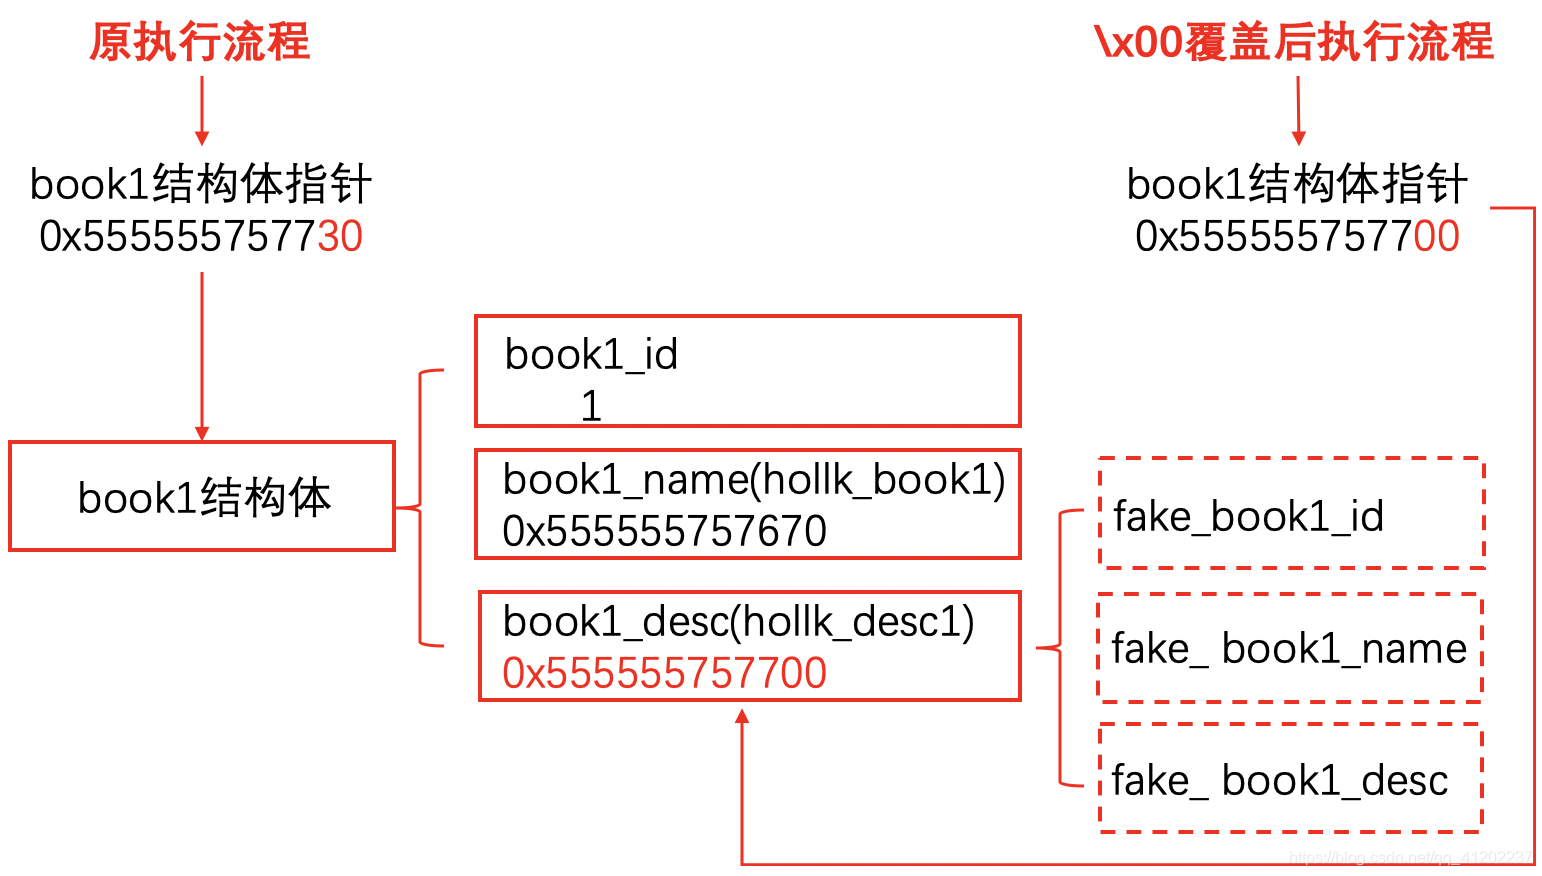 原执行流程
\x00覆盖后执行流程
book1结构体指针
0x555555757730
book1结构体指针
0x555555757700
book1_id
1
book1结构体
book1_name(hollk_book1)
0x555555757670
book1_desc(hollk_desc1)
0x555555757700
fake_book1_id
fake_ book1_name
fake_ book1_desc
https://blog.csdn.net/qq_41202237